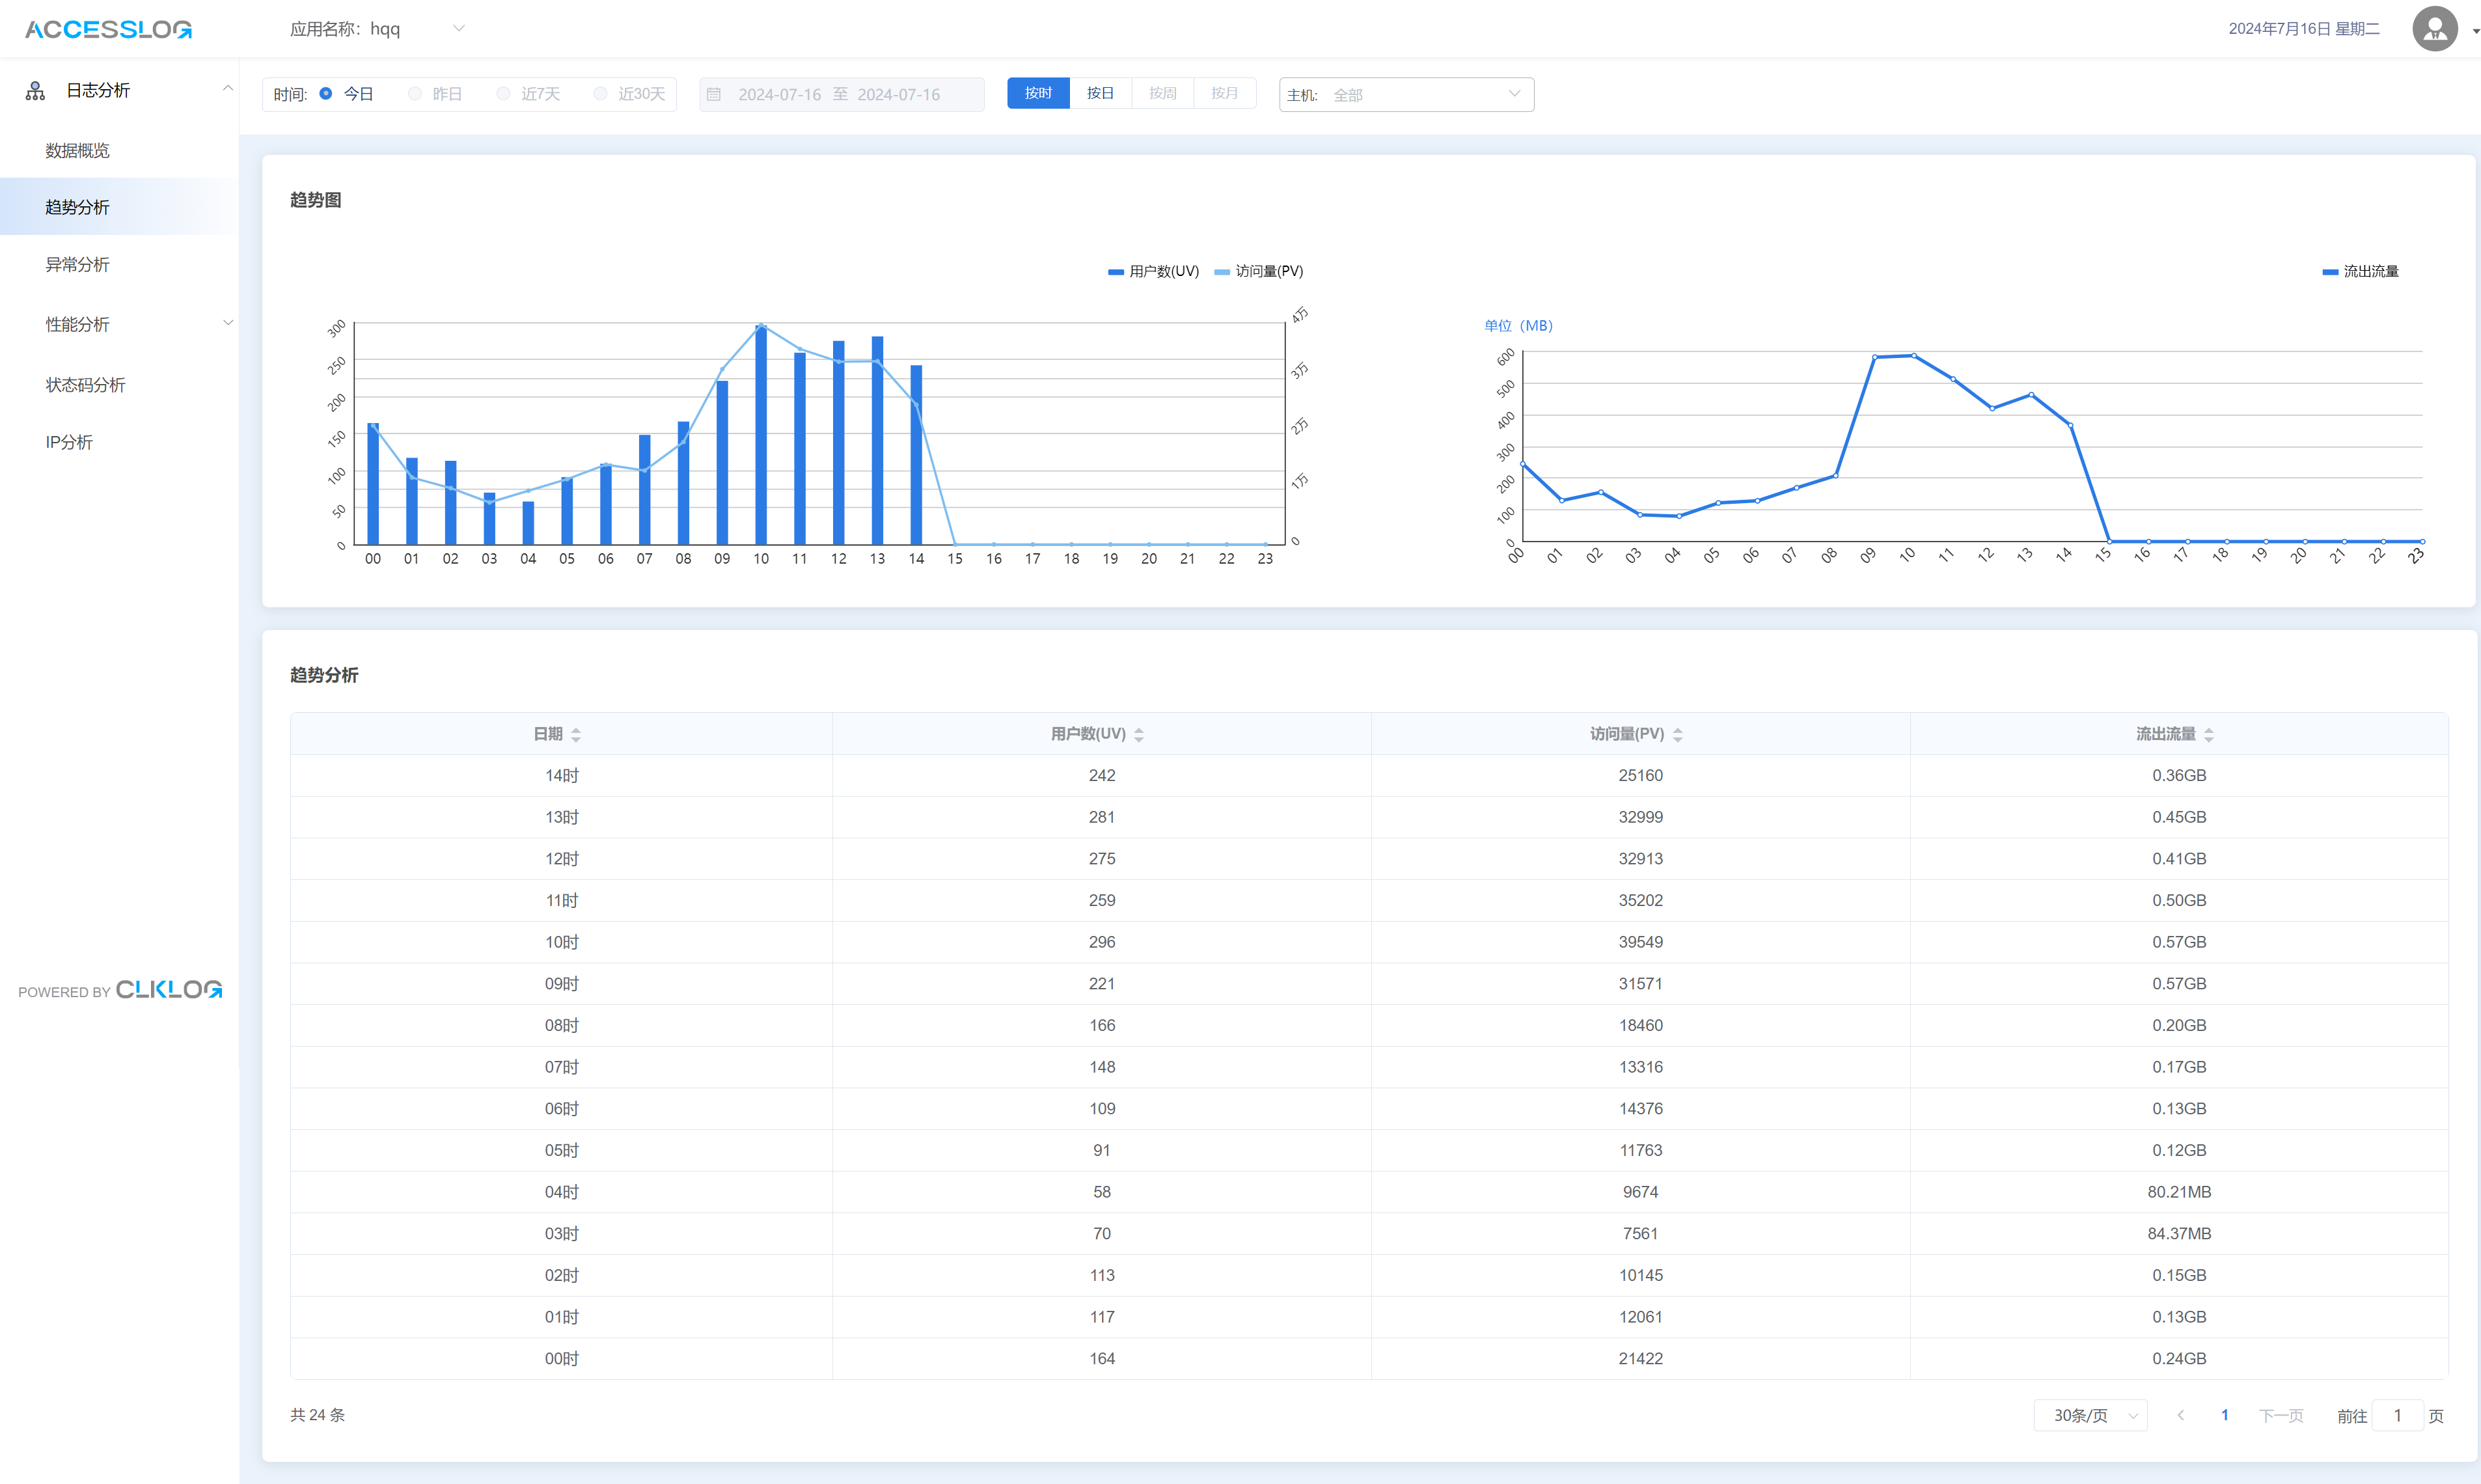 ACCESSLOG
应用名称: hqq
2024年7月16日 星期二
日志分析
数据概览
趋势分析
异常分析
性能分析
状态码分析
IP分析
POWERED BY CLKLOG
时间: 今日 昨日 近7天 近30天
2024-07-16 至 2024-07-16
按时 按日 按周 按月
主机: 全部
趋势图
用户数(UV) 访问量(PV)
300
250
200
150
100
50
0
4万
3万
2万
1万
0
00 01 02 03 04 05 06 07 08 09 10 11 12 13 14 15 16 17 18 19 20 21 22 23
流出流量
单位（MB）
600
500
400
300
200
100
0
00 01 02 03 04 05 06 07 08 09 10 11 12 13 14 15 16 17 18 19 20 21 22 23
趋势分析
日期 用户数(UV) 访问量(PV) 流出流量
14时 242 25160 0.36GB
13时 281 32999 0.45GB
12时 275 32913 0.41GB
11时 259 35202 0.50GB
10时 296 39549 0.57GB
09时 221 31571 0.57GB
08时 166 18460 0.20GB
07时 148 13316 0.17GB
06时 109 14376 0.13GB
05时 91 11763 0.12GB
04时 58 9674 80.21MB
03时 70 7561 84.37MB
02时 113 10145 0.15GB
01时 117 12061 0.13GB
00时 164 21422 0.24GB
共 24 条
30条/页 1 下一页 前往 1 页